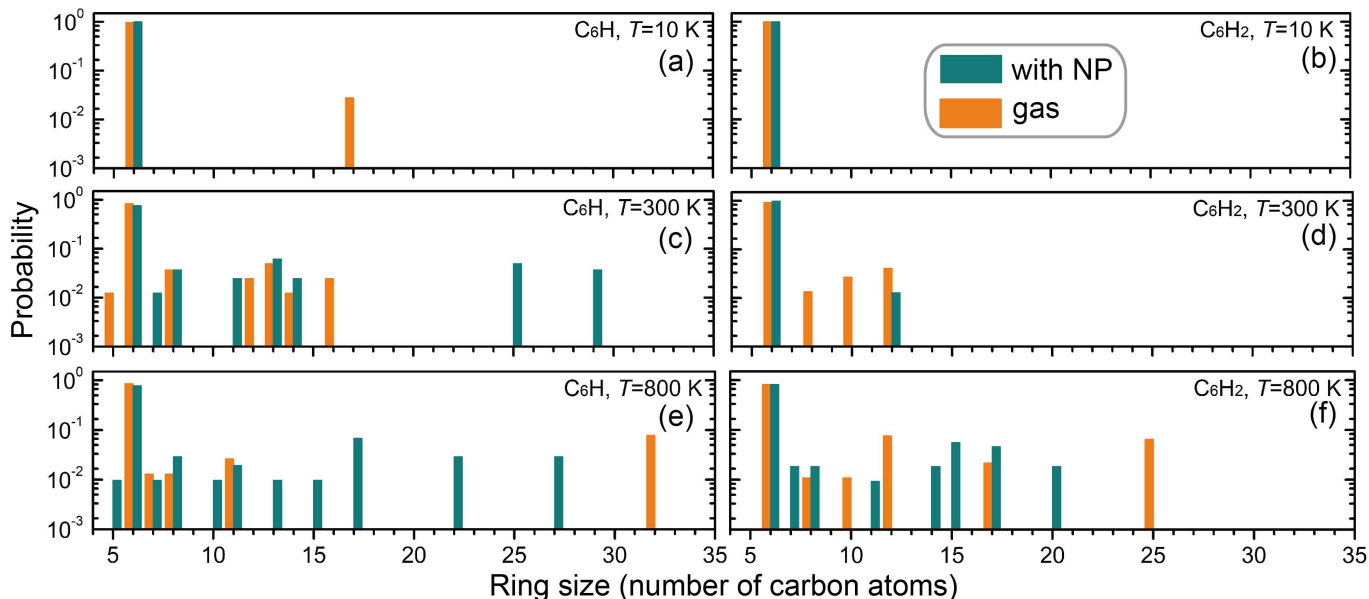 10⁰ 10⁻¹ 10⁻² 10⁻³
C₆H, T=10 K
(a)
C₆H₂, T=10 K
(b)
with NP
gas
10⁰ 10⁻¹ 10⁻² 10⁻³
C₆H, T=300 K
(c)
C₆H₂, T=300 K
(d)
Probability
10⁰ 10⁻¹ 10⁻² 10⁻³
C₆H, T=800 K
(e)
C₆H₂, T=800 K
(f)
5 10 15 20 25 30 35
5 10 15 20 25 30 35
Ring size (number of carbon atoms)